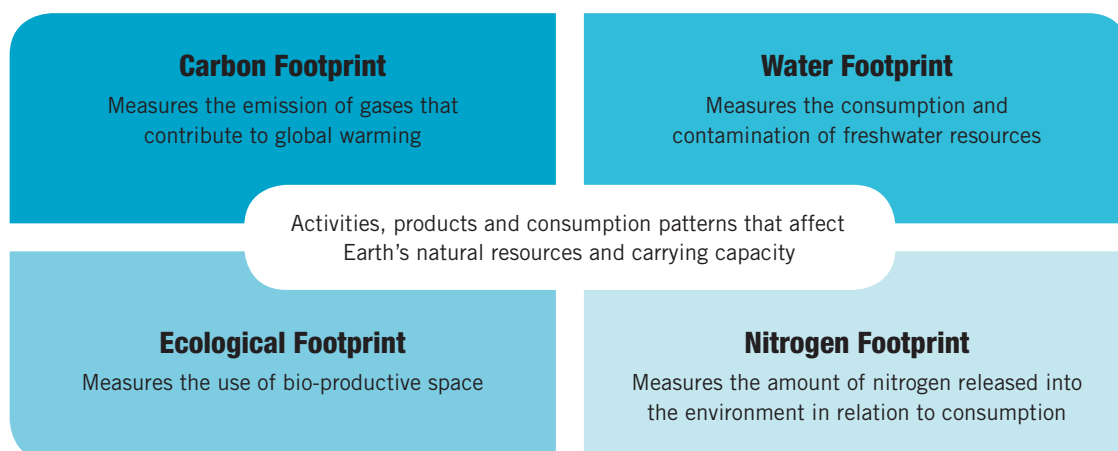 Carbon Footprint
Measures the emission of gases that
contribute to global warming
Water Footprint
Measures the consumption and
contamination of freshwater resources
Activities, products and consumption patterns that affect
Earth’s natural resources and carrying capacity
Ecological Footprint
Measures the use of bio-productive space
Nitrogen Footprint
Measures the amount of nitrogen released into
the environment in relation to consumption